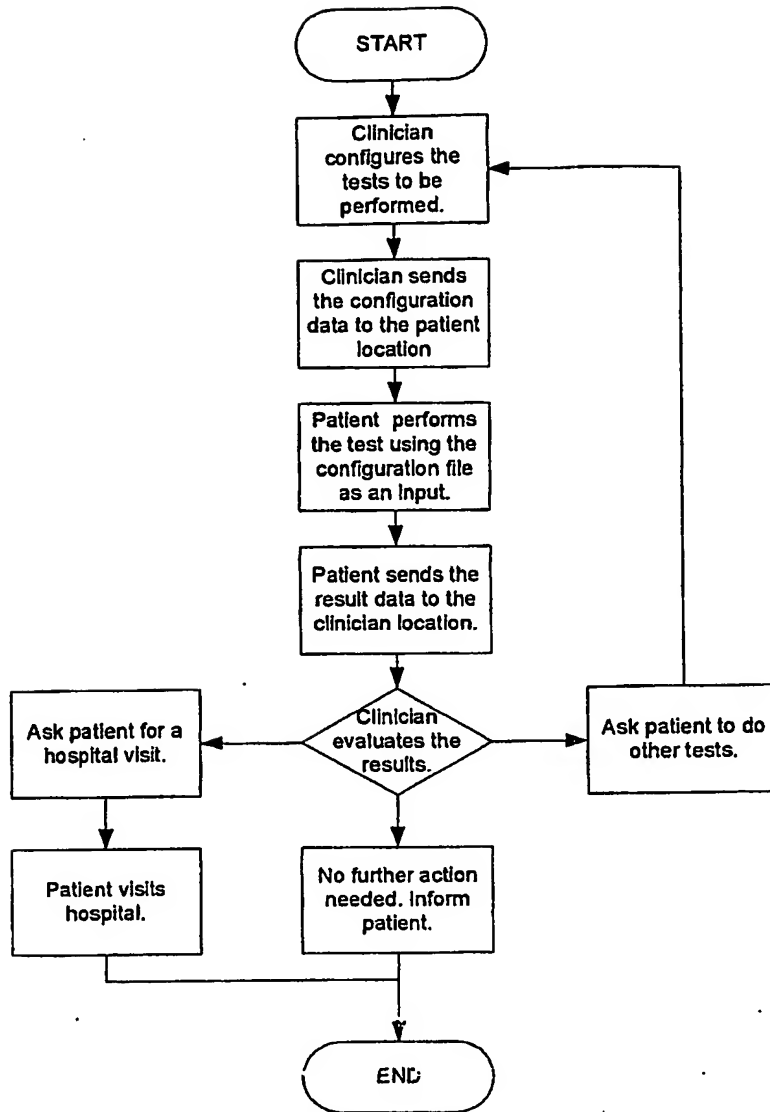 START
Clinician
configures the
tests to be
performed.
Clinician sends
the configuration
data to the patient
location
Patient performs
the test using the
configuration file
as an input.
Patient sends the
result data to the
clinician location.
Clinician
evaluates the
results.
Ask patient for a
hospital visit.
Ask patient to do
other tests.
Patient visits
hospital.
No further action
needed. Inform
patient.
END